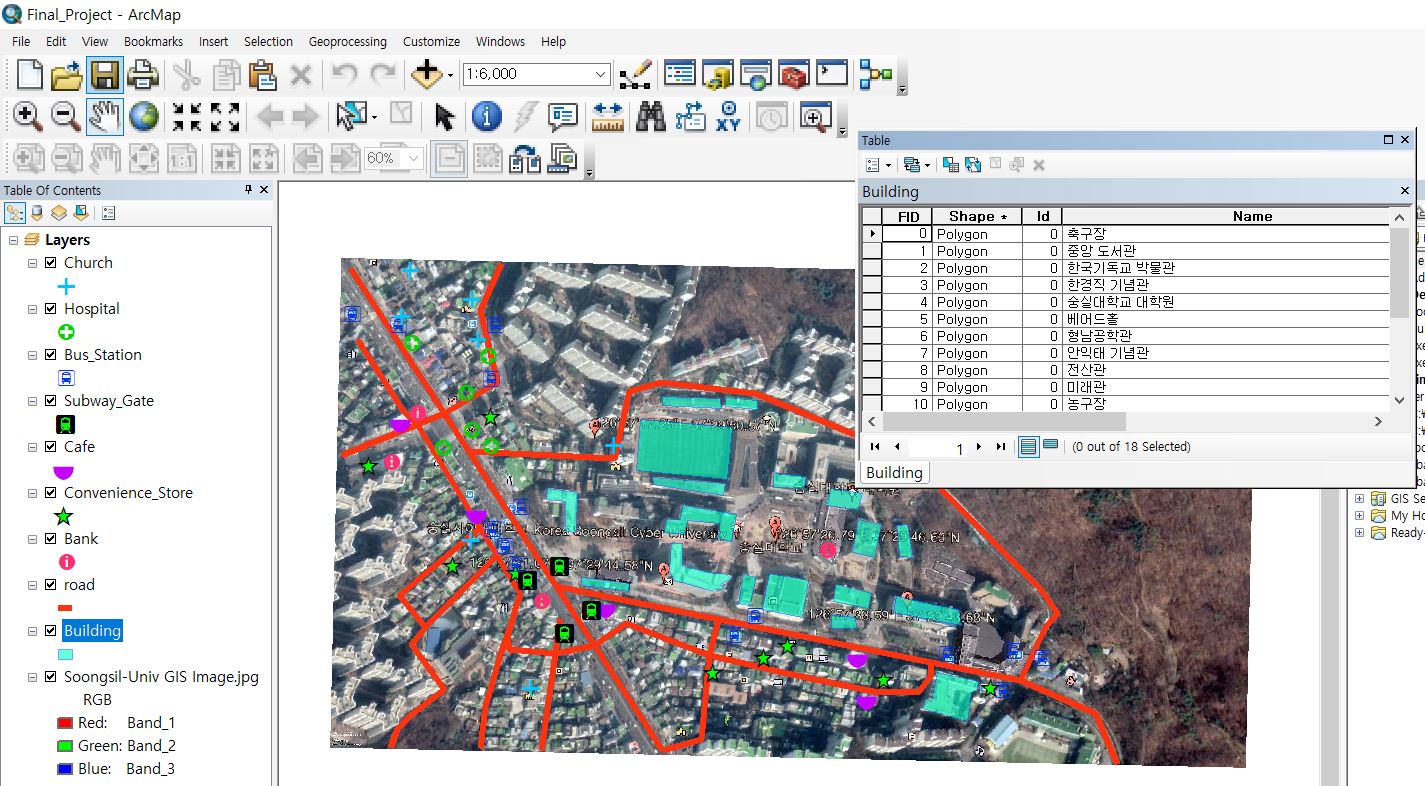 Final_Project - ArcMap
File Edit View Bookmarks Insert Selection Geoprocessing Customize Windows Help
1:6,000
XY
1:1
60%
Table Of Contents
Layers
Church
Hospital
Bus_Station
Subway_Gate
Cafe
Convenience_Store
Bank
road
Building
Soongsil-Univ GIS Image.jpg
RGB
Red: Band_1
Green: Band_2
Blue: Band_3
Korea Soongsil Cyber University
숭실대학교
Table
Building
FID Shape * Id Name
0 Polygon 0 축구장
1 Polygon 0 중앙 도서관
2 Polygon 0 한국기독교 박물관
3 Polygon 0 한경직 기념관
4 Polygon 0 숭실대학교 대학원
5 Polygon 0 베어드홀
6 Polygon 0 형남공학관
7 Polygon 0 안익태 기념관
8 Polygon 0 전산관
9 Polygon 0 미래관
10 Polygon 0 농구장
1 (0 out of 18 Selected)
Building
GIS Se
My Ho
Ready-